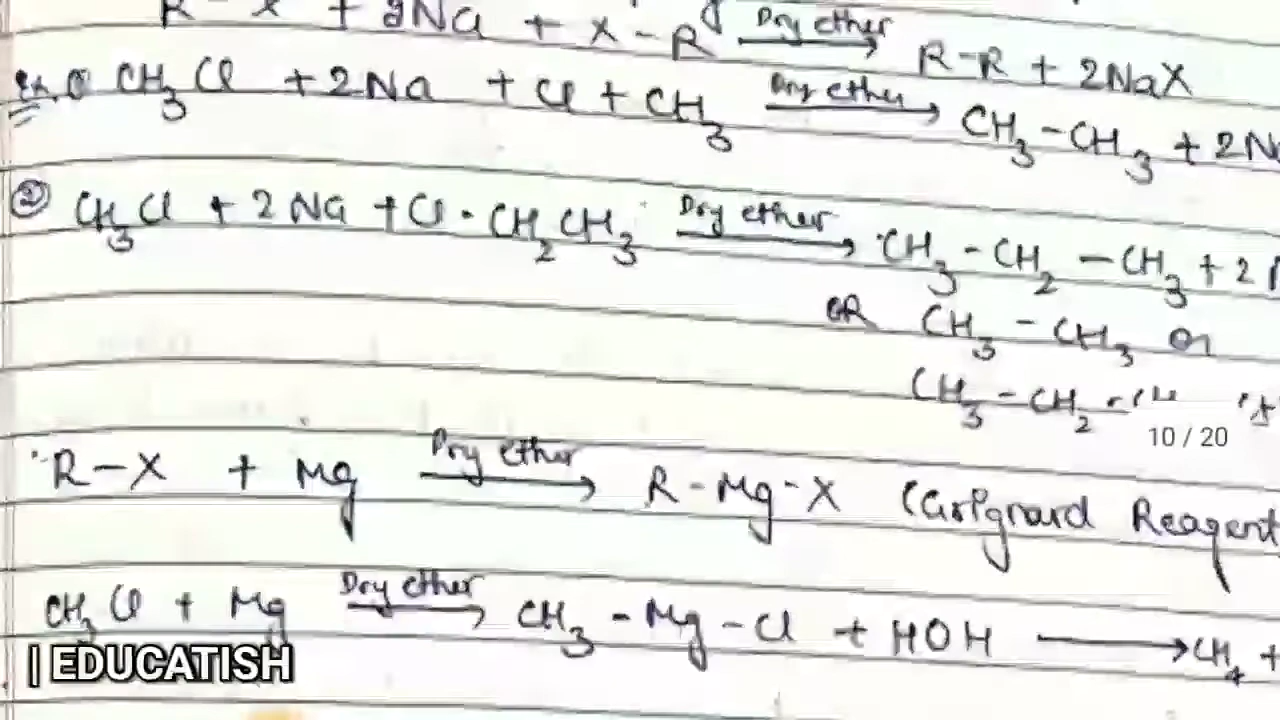 R-X + 2Na + X-R Dry ether → R-R + 2NaX
Ex. ① CH3Cl + 2Na + Cl + CH3 Dry ether → CH3-CH3 + 2N
② CH3Cl + 2Na + Cl·CH2CH3 Dry ether → CH3-CH2-CH3 + 2
OR CH3-CH3 or
CH3-CH2-
10 / 20
R-X + Mg Dry ether → R-Mg-X (Grignard Reagent
CH3Cl + Mg Dry ether → CH3-Mg-Cl + HOH → CH4 +
| EDUCATISH